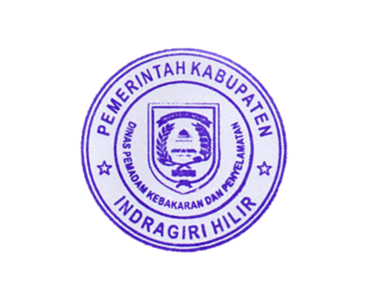 PEMERINTAH KABUPATEN
DINAS PEMADAM KEBAKARAN DAN PENYELAMATAN
INDRAGIRI HILIR